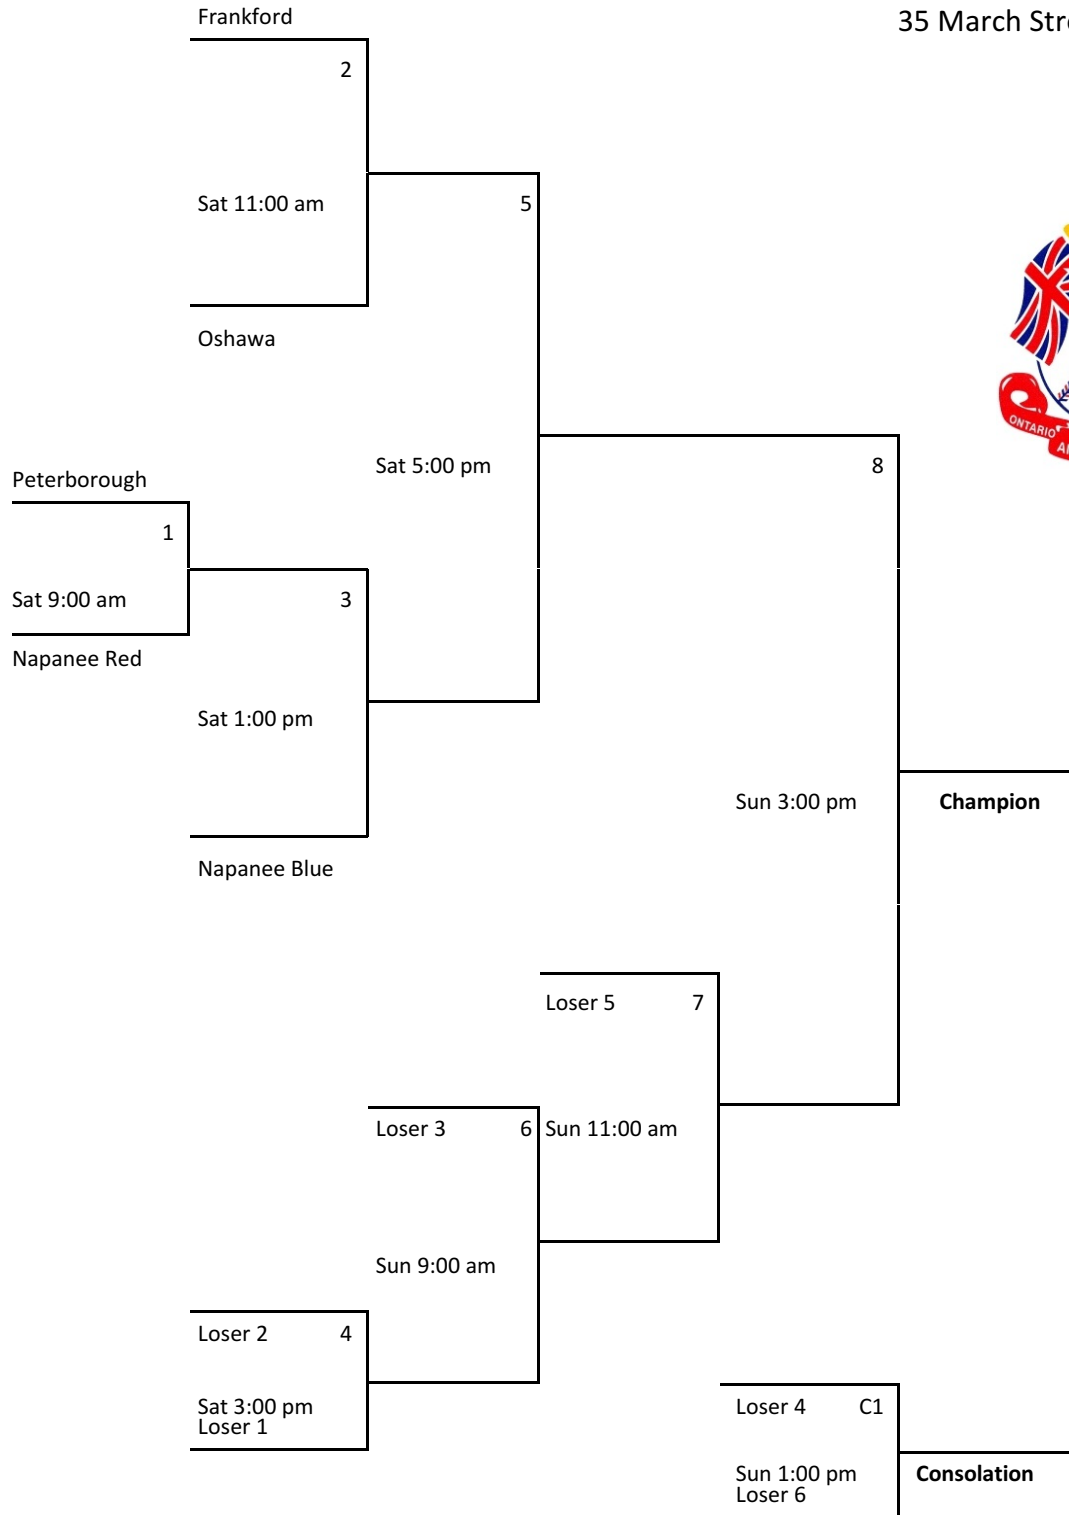 Frankford
35 March
2
Sat 11:00 am
5
Oshawa
ONTARIO
Sat 5:00 pm
8
Peterborough
1
Sat 9:00 am
3
Napanee Red
Sat 1:00 pm
Sun 3:00 pm
Champion
Napanee Blue
Loser 5 7
Loser 3 6 Sun 11:00 am
Sun 9:00 am
Loser 2 4
Sat 3:00 pm
Loser 1
Loser 4 C1
Sun 1:00 pm
Consolation
Loser 6